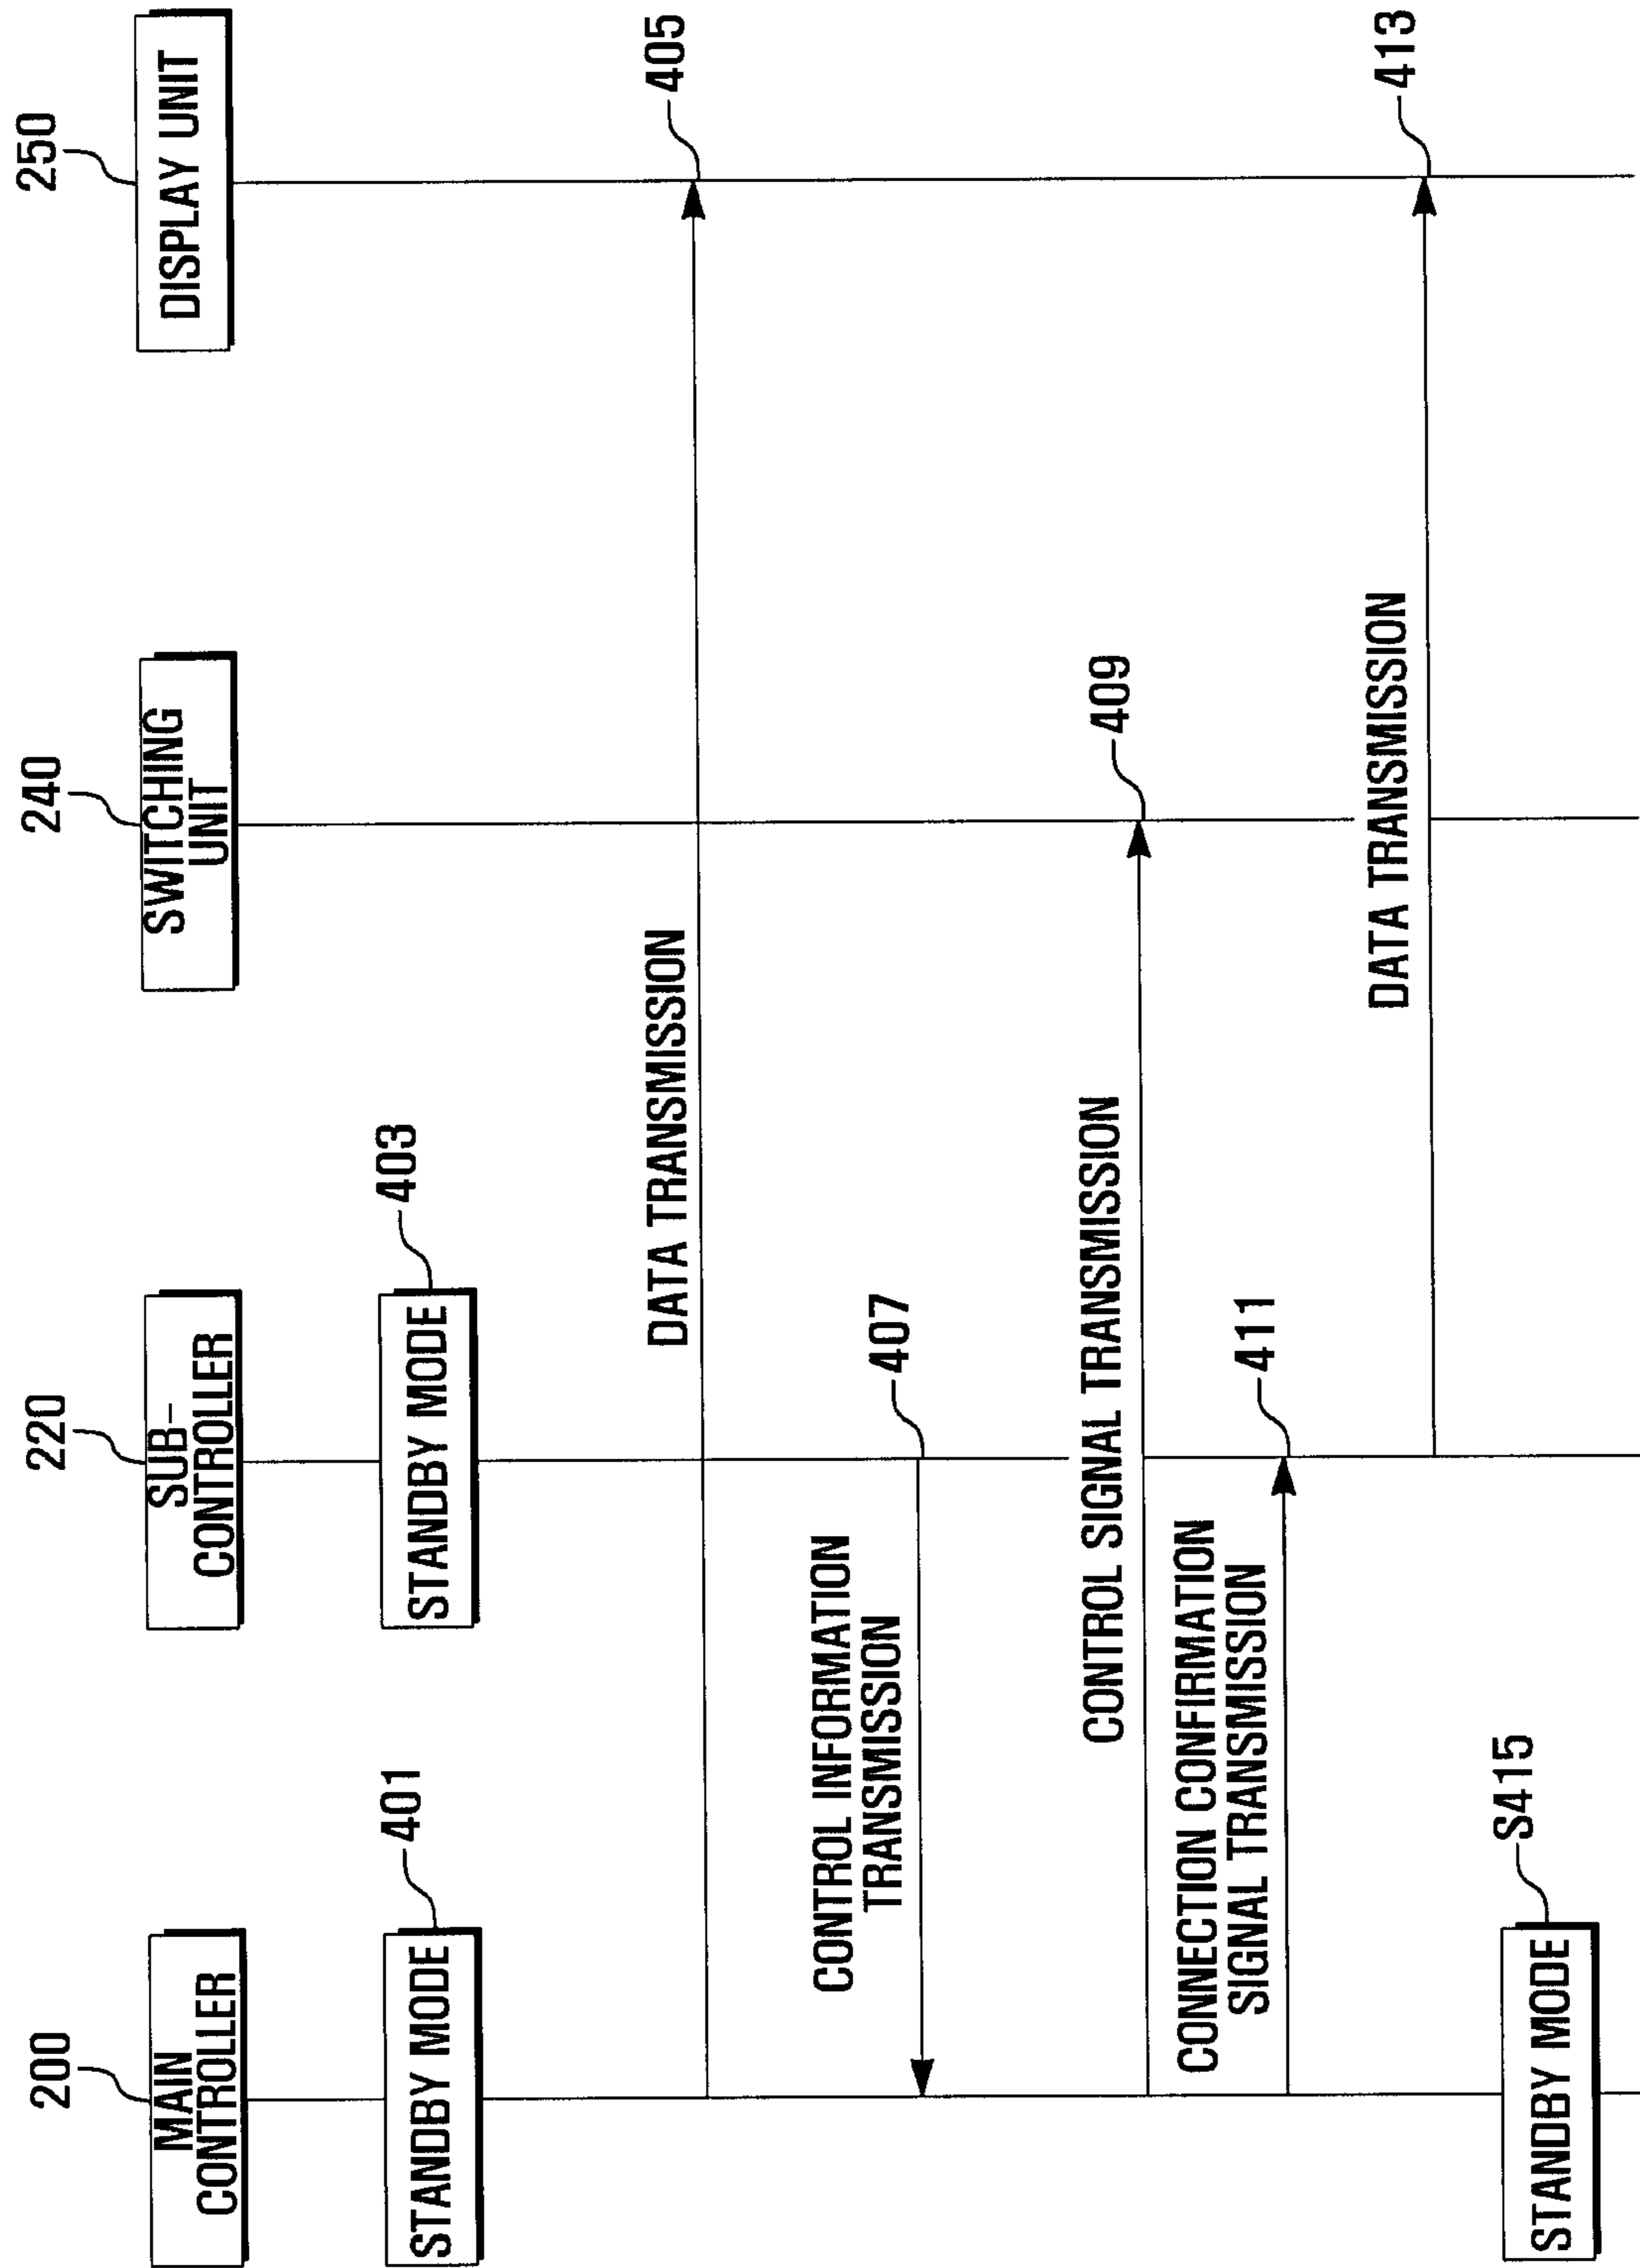 200
MAIN
CONTROLLER
220
SUB-
CONTROLLER
240
SWITCHING
UNIT
250
DISPLAY UNIT
STANDBY MODE
401
STANDBY MODE
403
DATA TRANSMISSION
405
CONTROL INFORMATION
TRANSMISSION
407
CONTROL SIGNAL TRANSMISSION
409
CONNECTION CONFIRMATION
SIGNAL TRANSMISSION
411
DATA TRANSMISSION
413
STANDBY MODE
S415